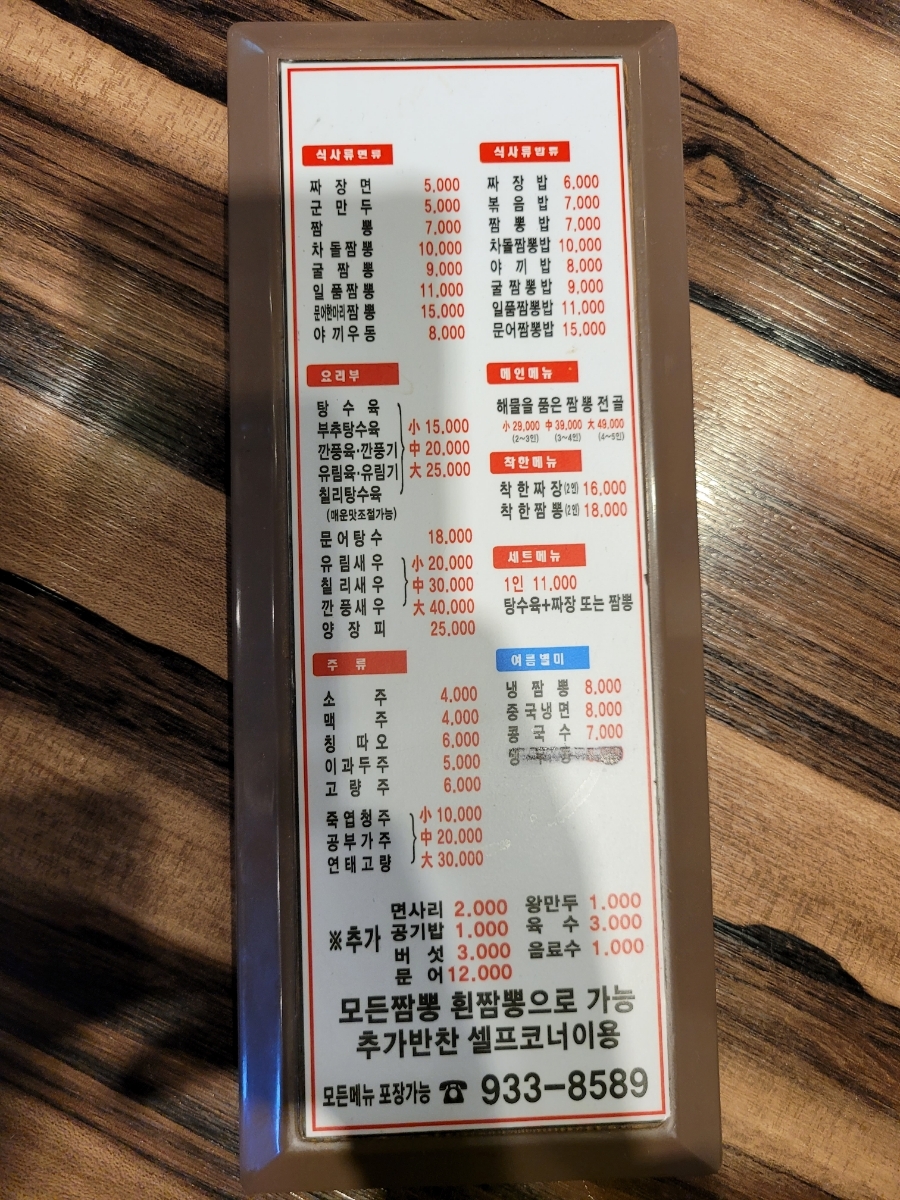 식사류면류
짜장면 5,000
군만두 5,000
짬뽕 7,000
차돌짬뽕 10,000
굴짬뽕 9,000
일품짬뽕 11,000
문어한마리짬뽕 15,000
야끼우동 8,000
식사류밥류
짜장밥 6,000
볶음밥 7,000
짬뽕밥 7,000
차돌짬뽕밥 10,000
야끼밥 8,000
굴짬뽕밥 9,000
일품짬뽕밥 11,000
문어짬뽕밥 15,000
요리부
탕수육
부추탕수육 小 15,000
깐풍육·깐풍기 中 20,000
유림육·유림기 大 25,000
칠리탕수육
(매운맛조절가능)
문어탕수 18,000
유림새우 小 20,000
칠리새우 中 30,000
깐풍새우 大 40,000
양장피 25,000
메인메뉴
해물을 품은 짬뽕 전골
小 29,000 中 39,000 大 49,000
(2~3인) (3~4인) (4~5인)
착한메뉴
착한짜장(2인) 16,000
착한짬뽕(2인) 18,000
세트메뉴
1인 11,000
탕수육+짜장 또는 짬뽕
주류
소주 4,000
맥주 4,000
칭따오 6,000
이과두주 5,000
고량주 6,000
죽엽청주 小 10,000
공부가주 中 20,000
연태고량 大 30,000
여름별미
냉짬뽕 8,000
중국냉면 8,000
콩국수 7,000
※추가
면사리 2.000
공기밥 1.000
버섯 3.000
문어 12.000
왕만두 1.000
육수 3.000
음료수 1.000
모든짬뽕 흰짬뽕으로 가능
추가반찬 셀프코너이용
모든메뉴 포장가능 ☎ 933-8589